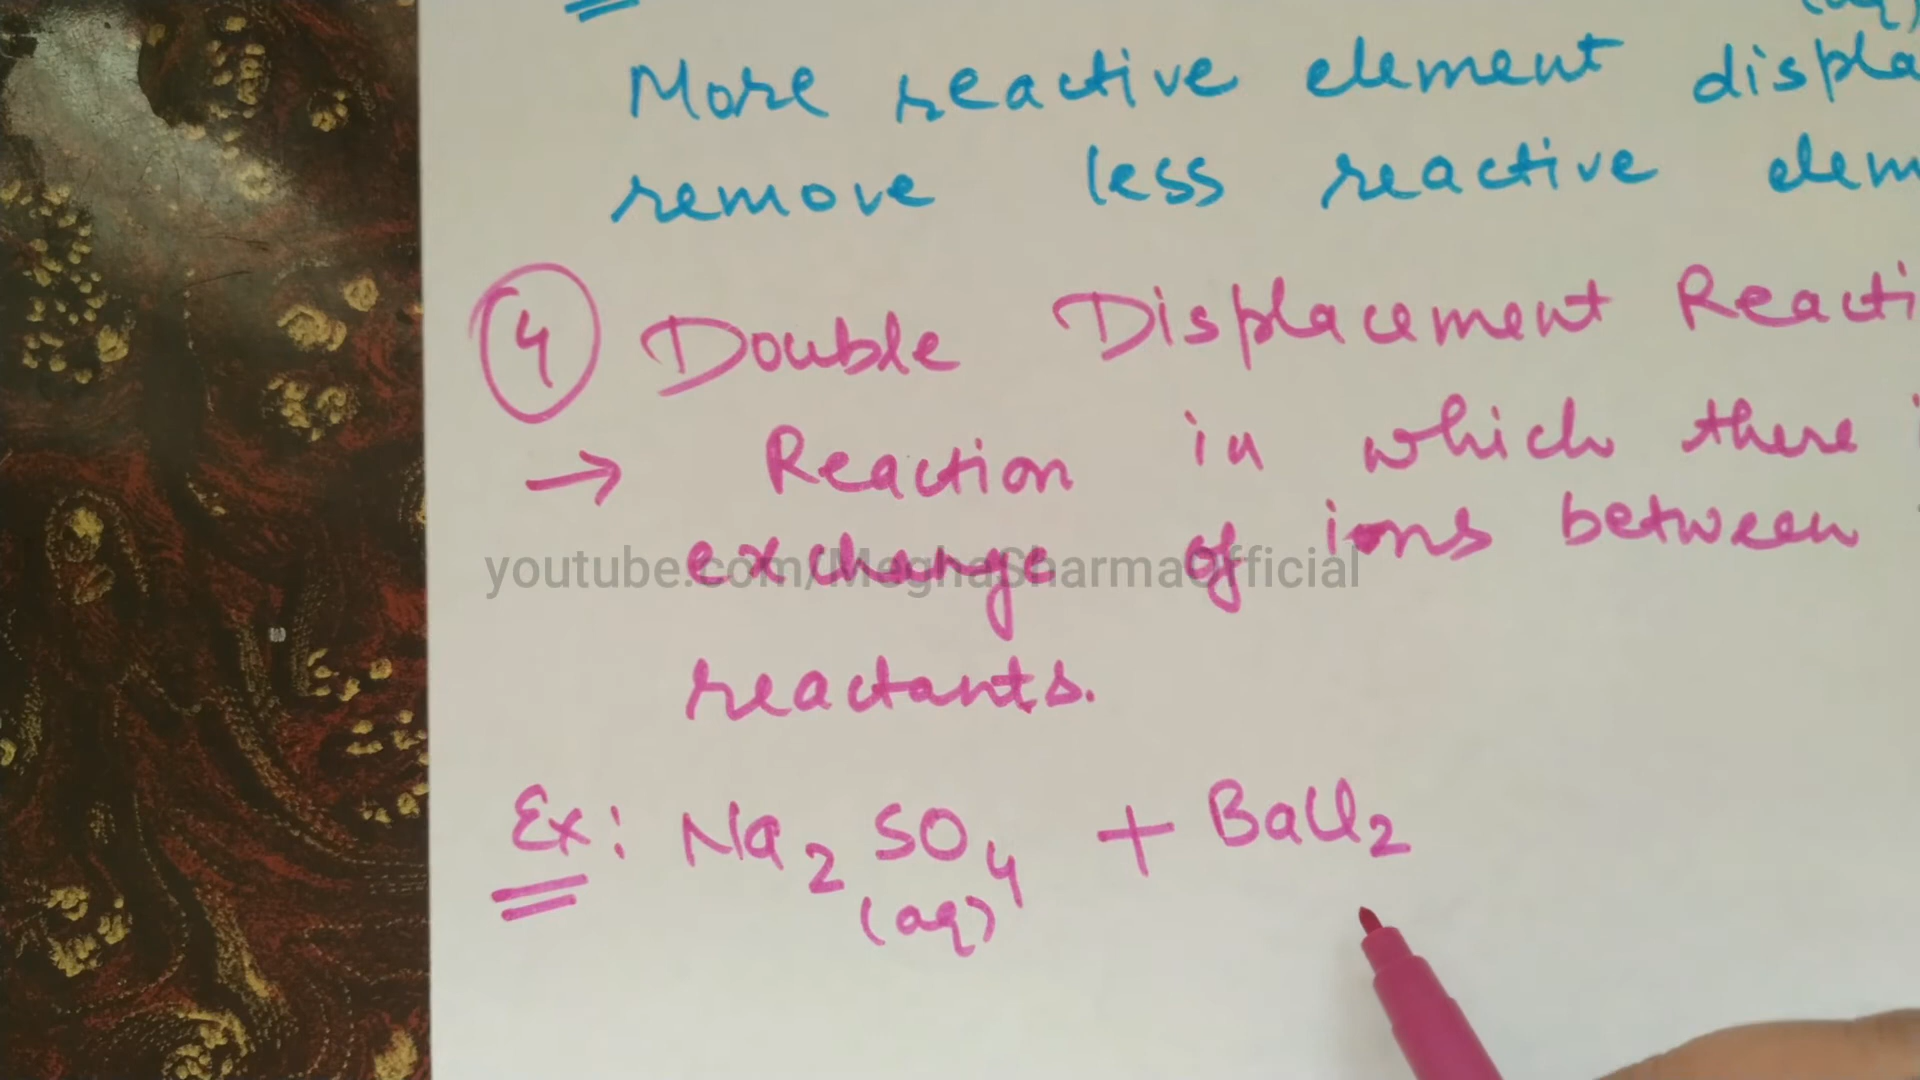 (aq)
More reactive element displa
remove less reactive elem
4 Double Displacement Reacti
→ Reaction in which there i
exchange of ions between
youtube.com/MeghaSharmaOfficial
reactants.
Ex: Na2SO4 + BaCl2
(aq)